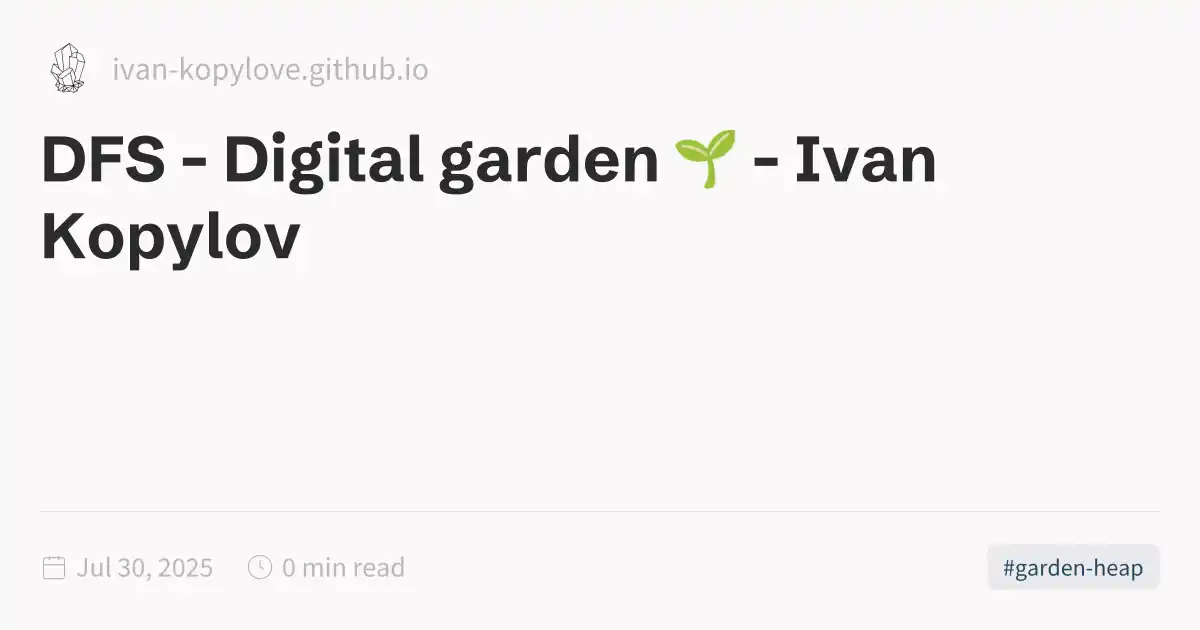 ivan-kopylove.github.io
DFS - Digital garden 🌱 - Ivan
Kopylov
Jul 30, 2025 0 min read #garden-heap